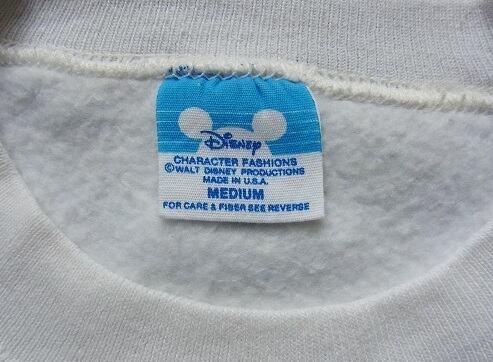 Disney
CHARACTER FASHIONS
©WALT DISNEY PRODUCTIONS
MADE IN U.S.A.
MEDIUM
FOR CARE & FIBER SEE REVERSE